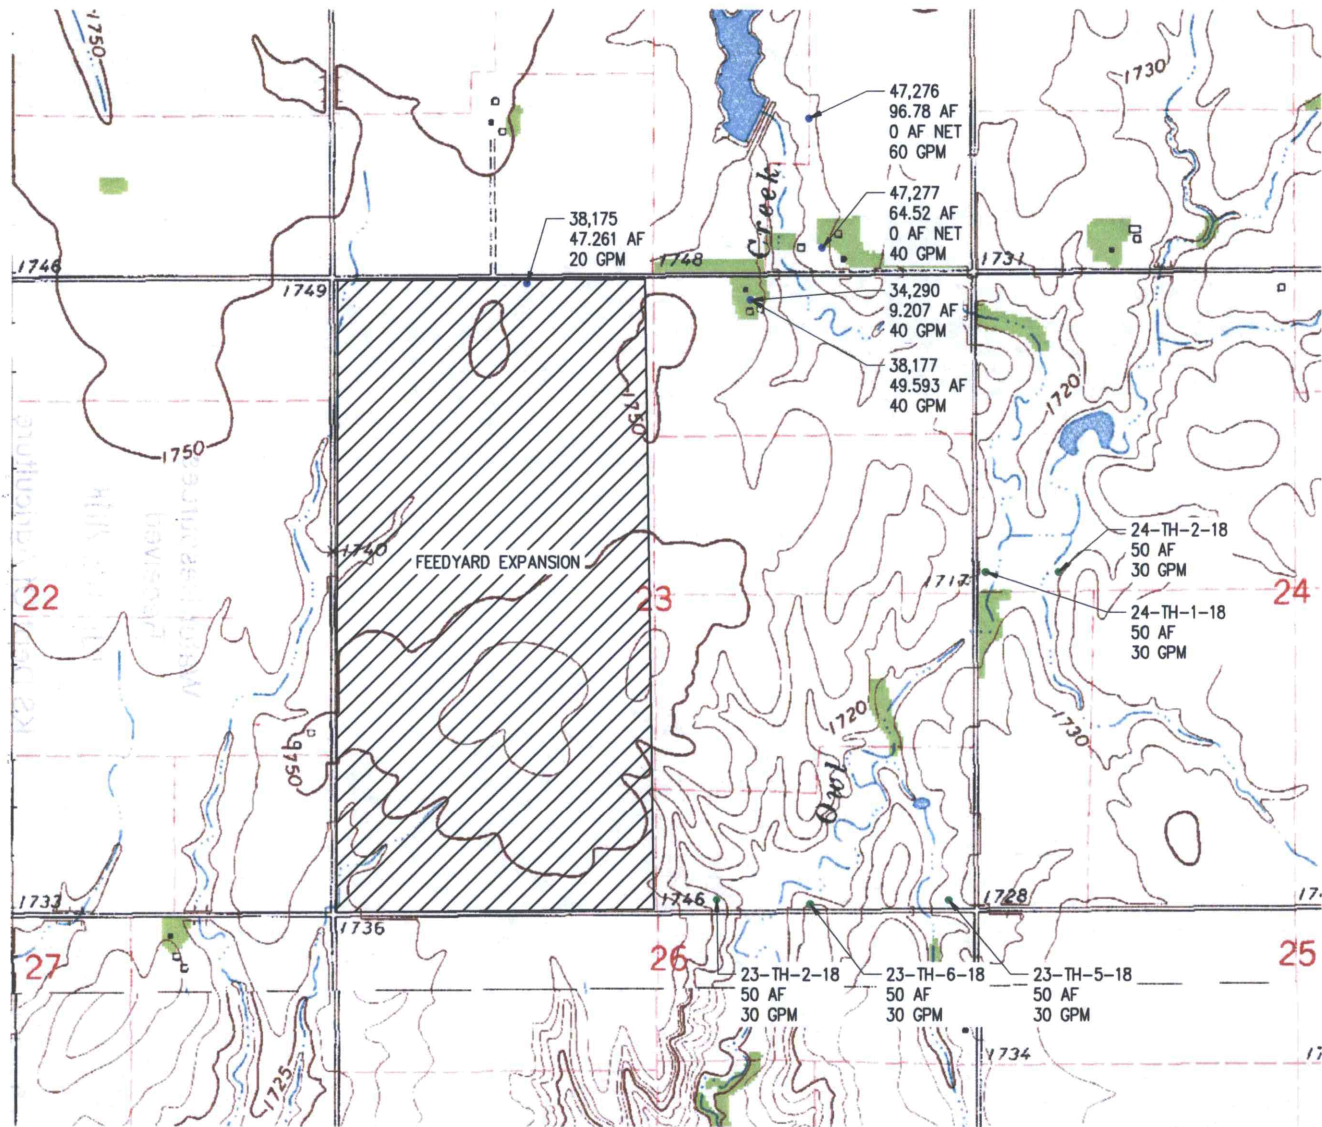 1750
1730
47,276
96.78 AF
0 AF NET
60 GPM
Creek
47,277
64.52 AF
0 AF NET
40 GPM
38,175
47.261 AF
20 GPM
1746
1749
1748
1731
34,290
9.207 AF
40 GPM
38,177
49.593 AF
40 GPM
1750
1750
1720
1740
FEEDYARD EXPANSION
24-TH-2-18
50 AF
30 GPM
1717
22
23
24
24-TH-1-18
50 AF
30 GPM
1720
1730
1750
Owl
1733
1736
1746
1728
27
26
25
23-TH-2-18
50 AF
30 GPM
23-TH-6-18
50 AF
30 GPM
23-TH-5-18
50 AF
30 GPM
1725
1734